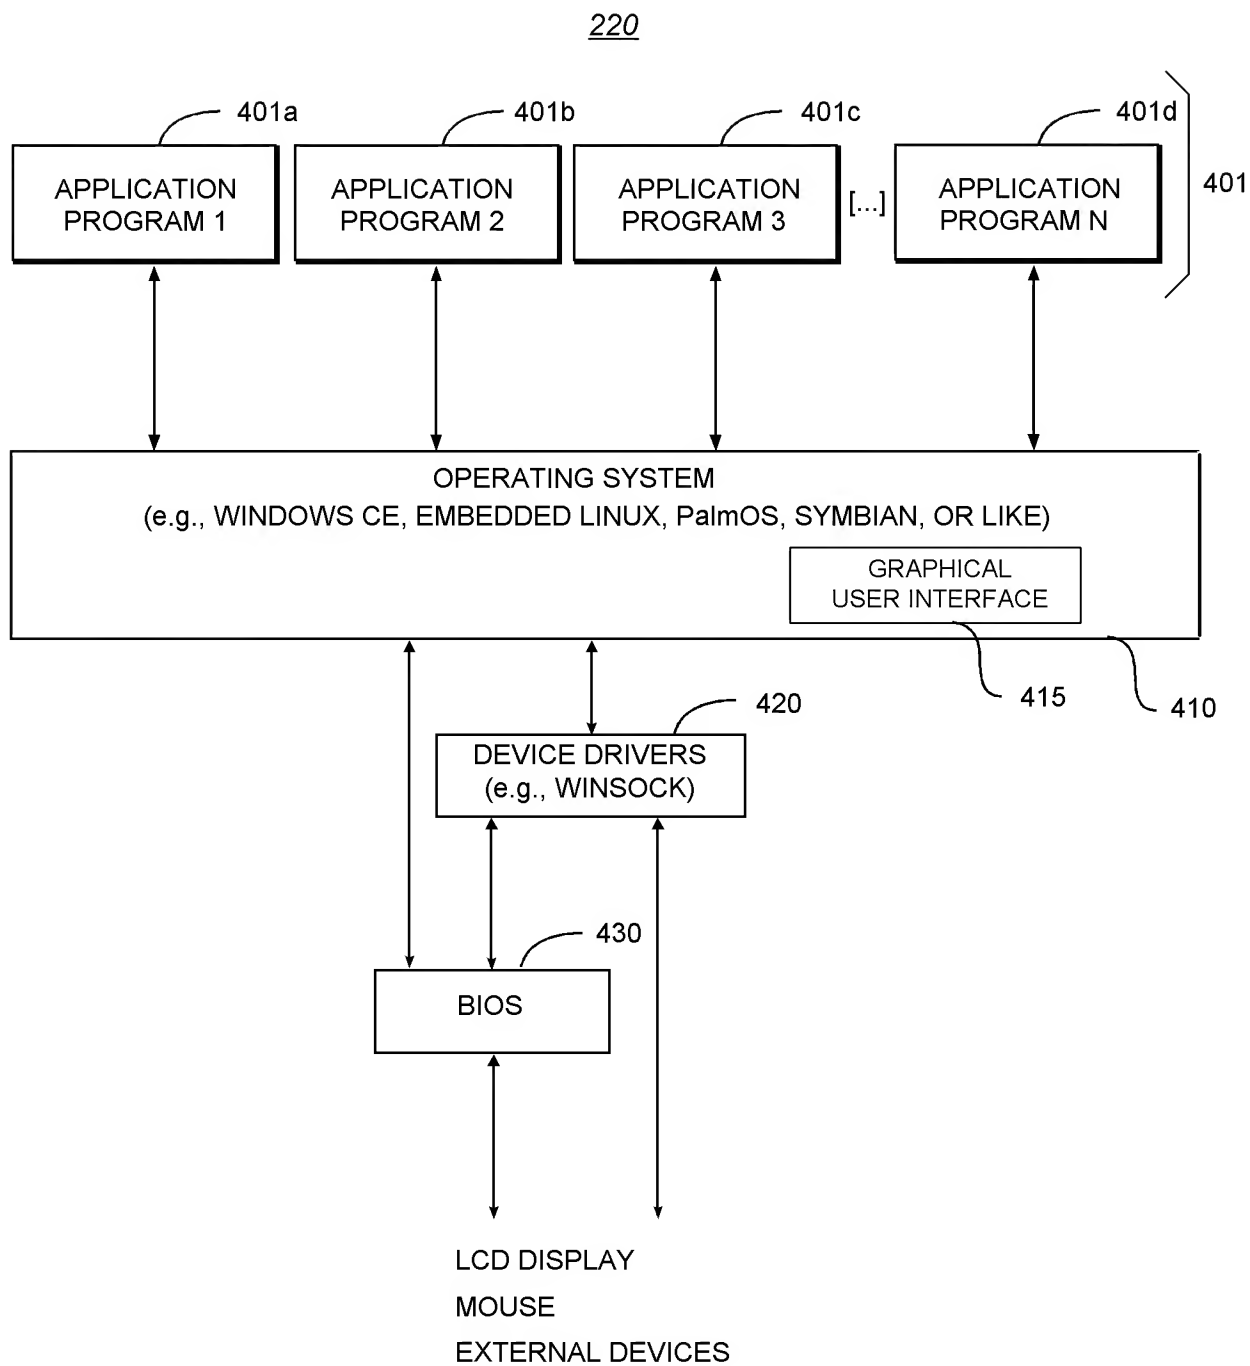 220
401a
401b
401c
401d
401
APPLICATION
PROGRAM 1
APPLICATION
PROGRAM 2
APPLICATION
PROGRAM 3
[...]
APPLICATION
PROGRAM N
OPERATING SYSTEM
(e.g., WINDOWS CE, EMBEDDED LINUX, PalmOS, SYMBIAN, OR LIKE)
GRAPHICAL
USER INTERFACE
415
410
420
DEVICE DRIVERS
(e.g., WINSOCK)
430
BIOS
LCD DISPLAY
MOUSE
EXTERNAL DEVICES